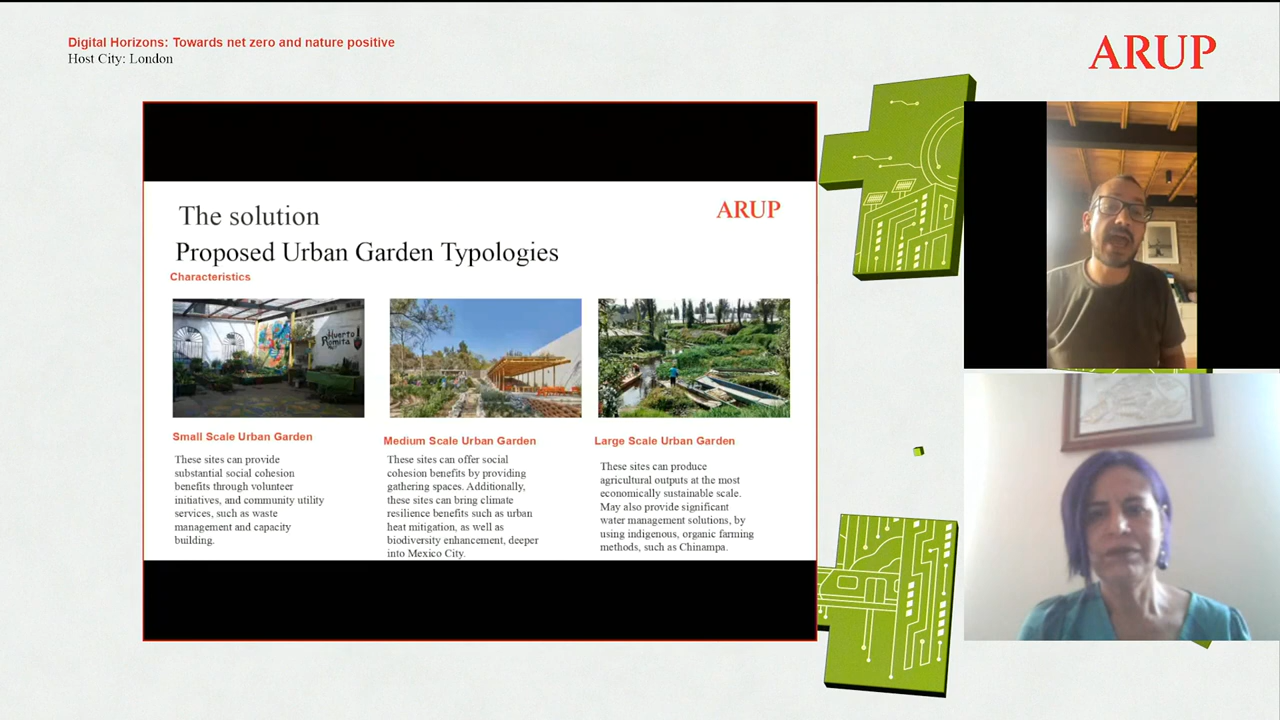 Digital Horizons: Towards net zero and nature positive
Host City: London
ARUP
The solution
ARUP
Proposed Urban Garden Typologies
Characteristics
Huerto
Romita
Small Scale Urban Garden
These sites can provide
substantial social cohesion
benefits through volunteer
initiatives, and community utility
services, such as waste
management and capacity
building.
Medium Scale Urban Garden
These sites can offer social
cohesion benefits by providing
gathering spaces. Additionally,
these sites can bring climate
resilience benefits such as urban
heat mitigation, as well as
biodiversity enhancement, deeper
into Mexico City.
Large Scale Urban Garden
These sites can produce
agricultural outputs at the most
economically sustainable scale.
May also provide significant
water management solutions, by
using indigenous, organic farming
methods, such as Chinampa.